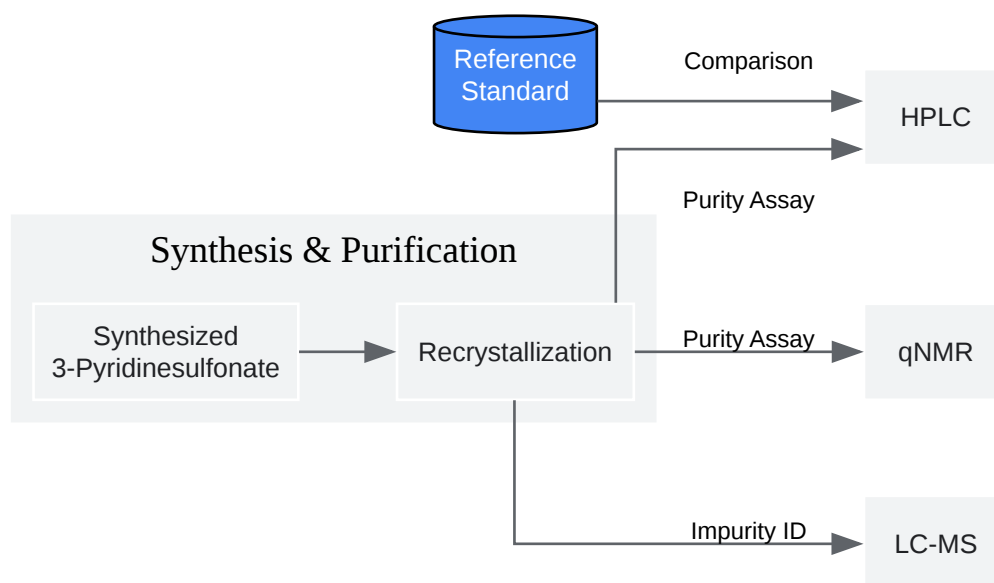 Reference
Standard
Comparison
HPLC
Purity Assay
Synthesis & Purification
Synthesized
3-Pyridinesulfonate
Recrystallization
Purity Assay
qNMR
Impurity ID
LC-MS